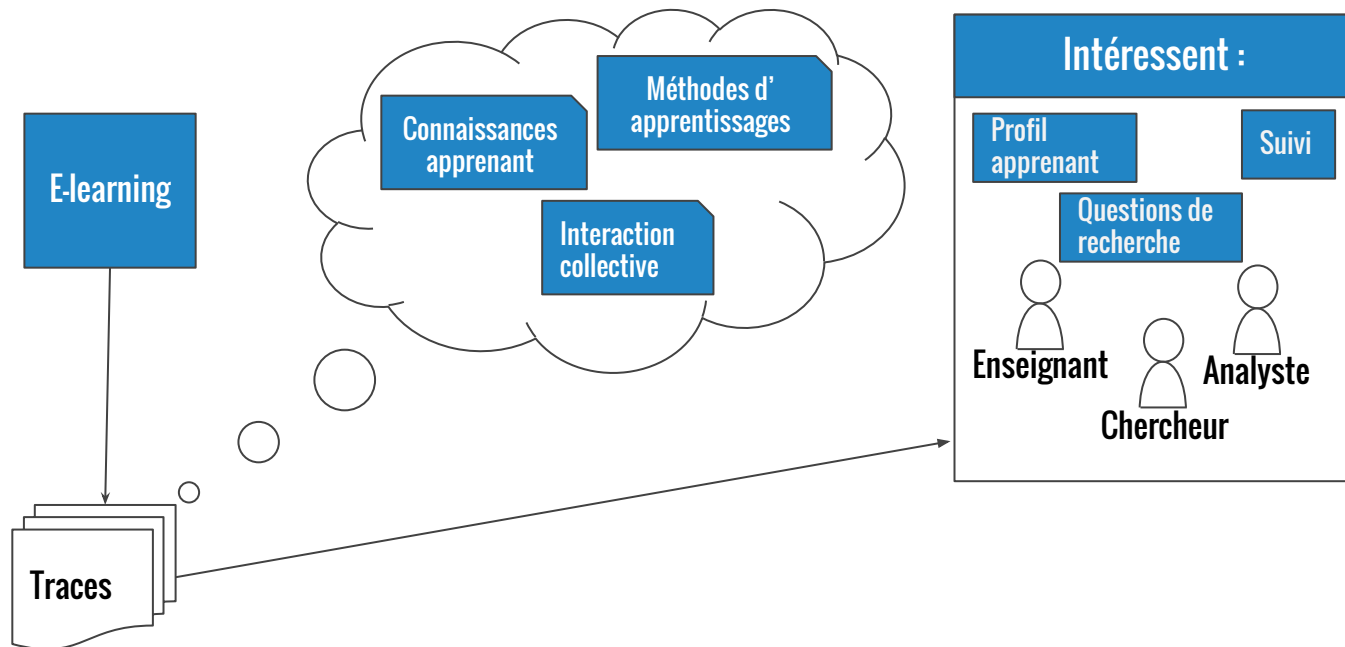 E-learning
Traces
Connaissances
apprenant
Méthodes d’
apprentissages
Interaction
collective
Intéressent :
Profil
apprenant
Suivi
Questions de
recherche
Enseignant
Chercheur
Analyste